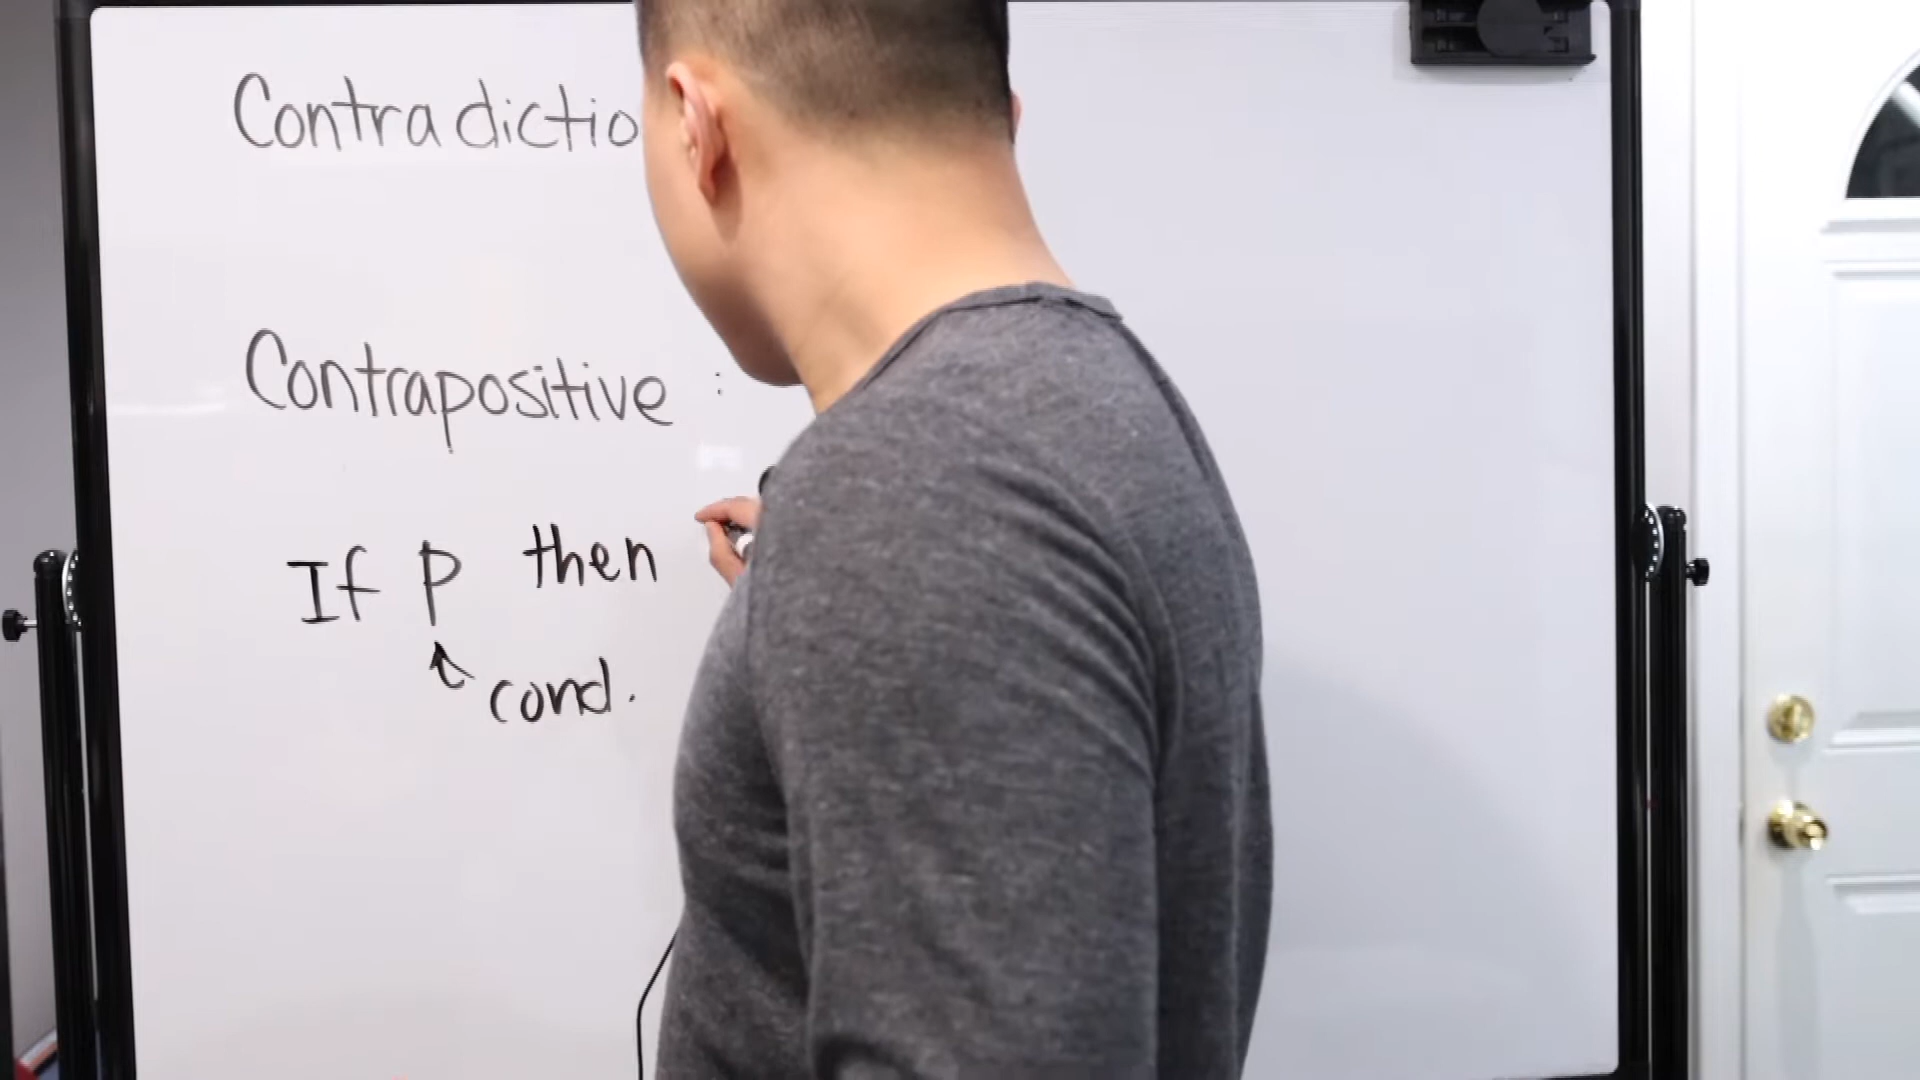 Contradictio
Contrapositive :
If p then
cond.